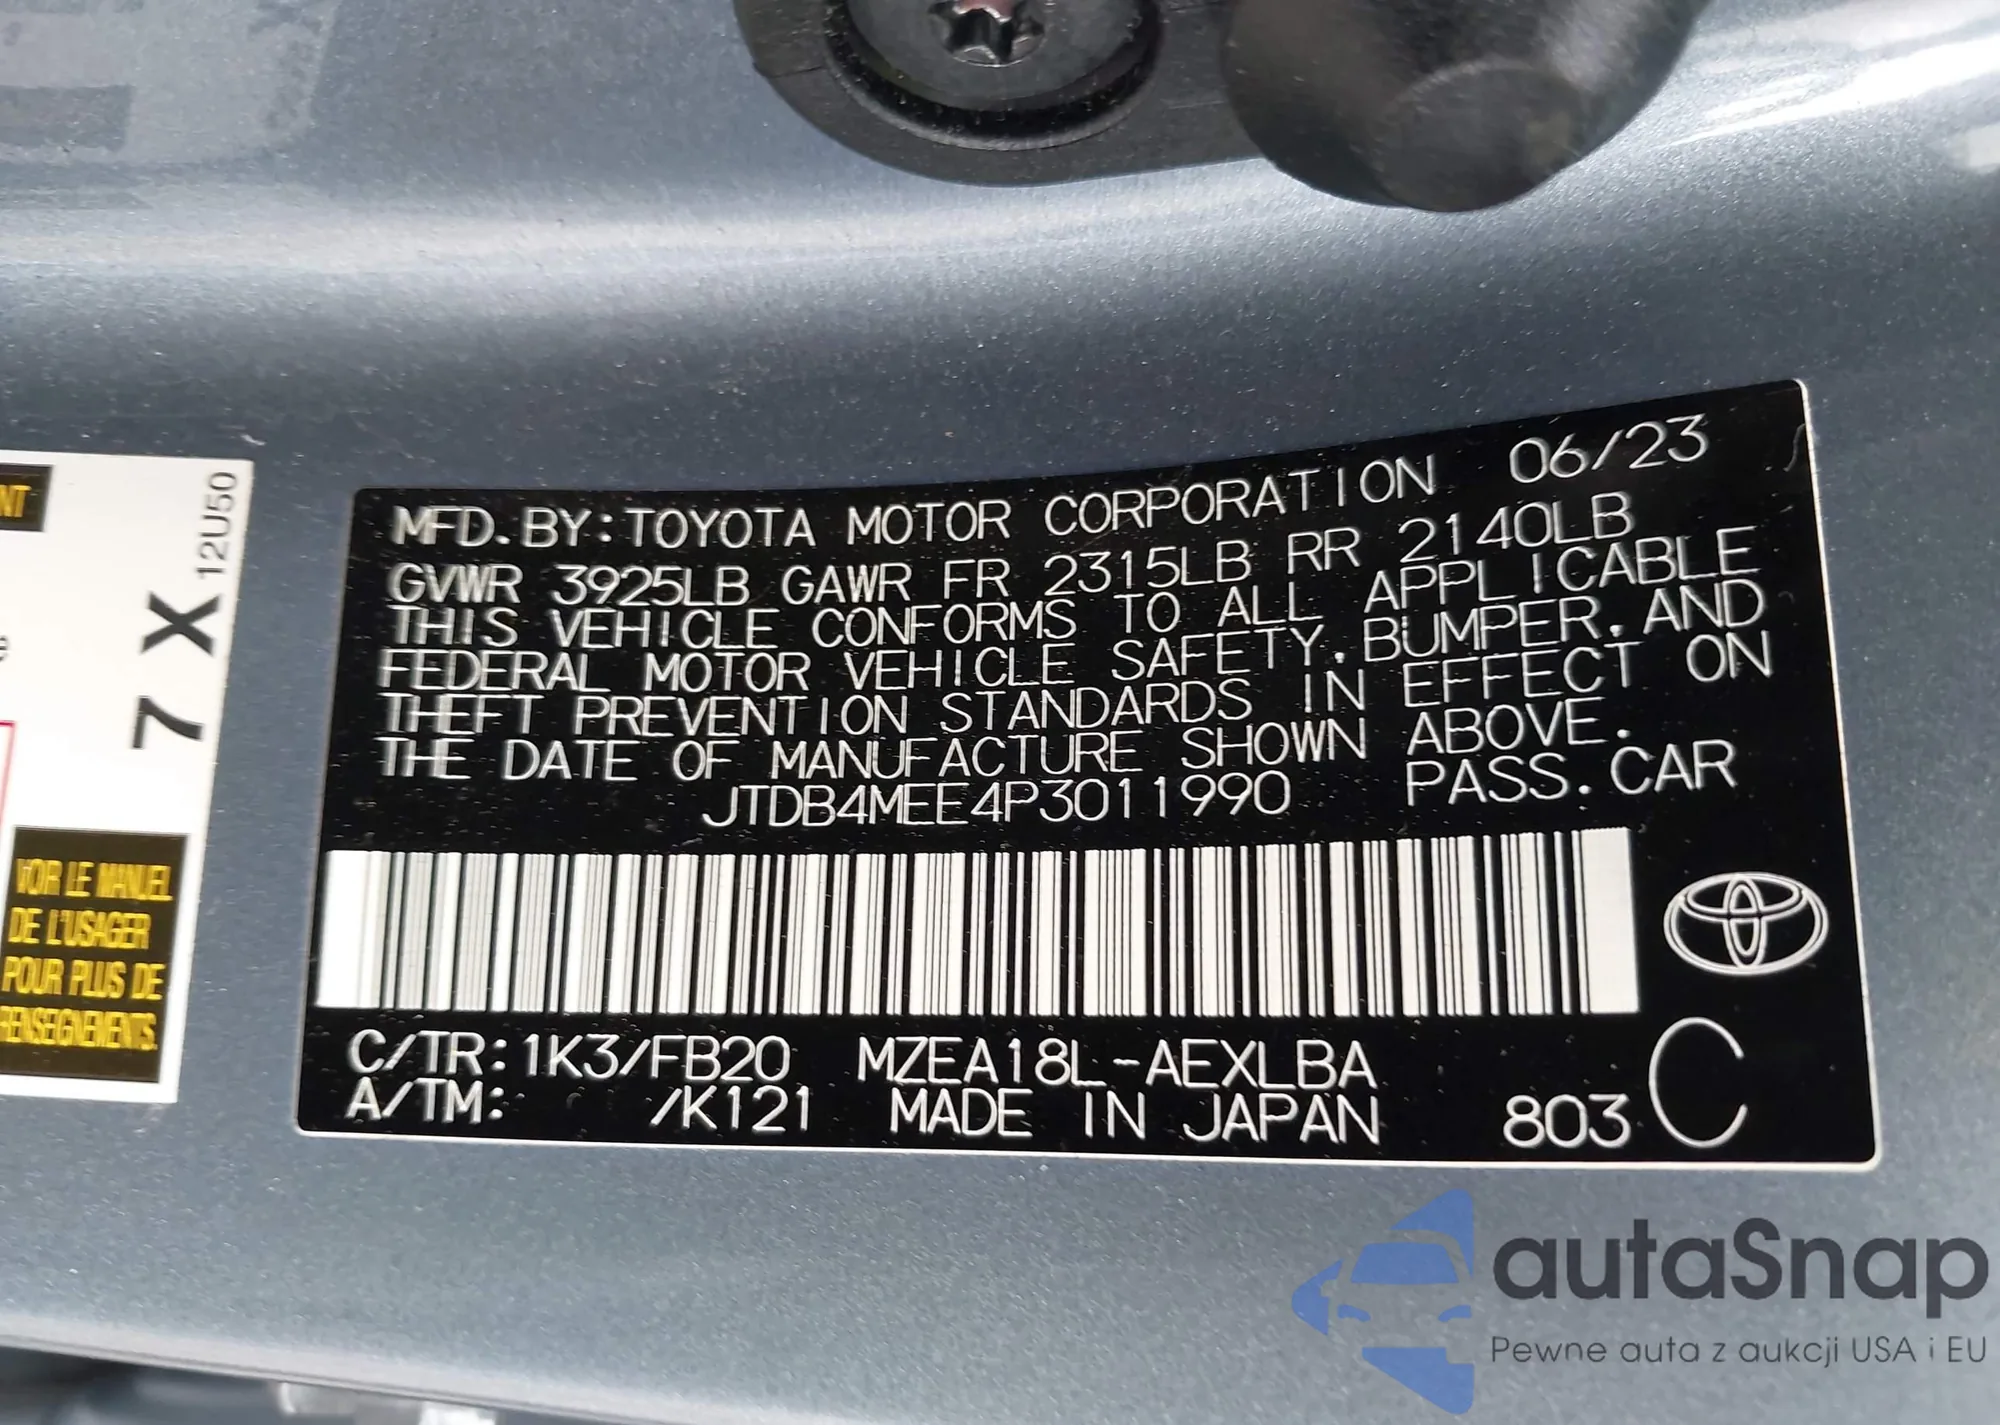 NT
7 X 12U50
VOIR LE MANUEL
DE L'USAGER
POUR PLUS DE
RENSEIGNEMENTS.
MFD. BY: TOYOTA MOTOR CORPORATION 06/23
GVWR 3925LB GAWR FR 2315LB RR 2140LB
THIS VEHICLE CONFORMS TO ALL APPLICABLE
FEDERAL MOTOR VEHICLE SAFETY, BUMPER, AND
THEFT PREVENTION STANDARDS IN EFFECT ON
THE DATE OF MANUFACTURE SHOWN ABOVE.
JTDB4MEE4P3011990 PASS. CAR
C/TR: 1K3/FB20 MZEA18L-AEXLBA
A/TM: /K121 MADE IN JAPAN 803 C
autaSnap
Pewne auta z aukcji USA i EU